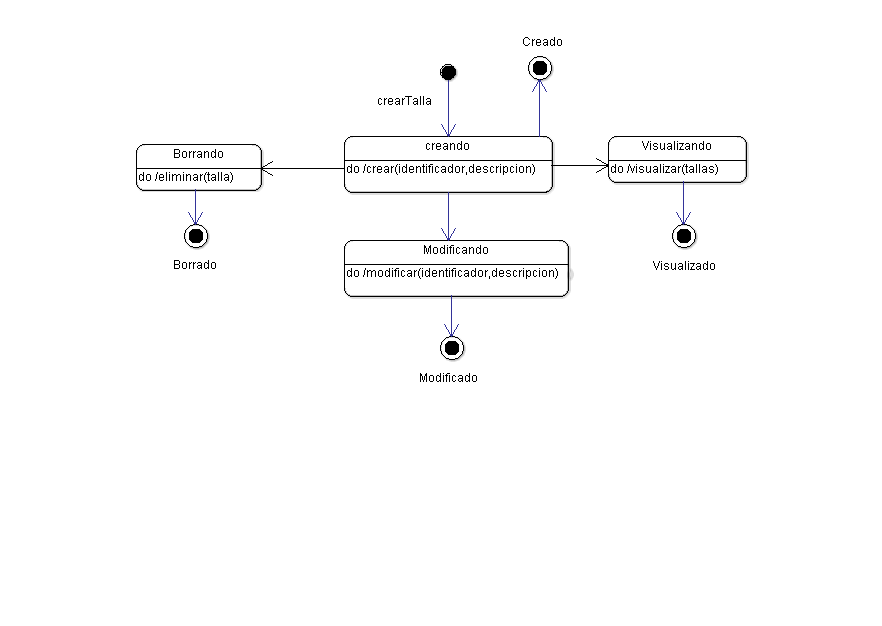 Creado
crearTalla
creando
do /crear(identificador,descripcion)
Borrando
do /eliminar(talla)
Visualizando
do /visualizar(tallas)
Borrado
Modificando
do /modificar(identificador,descripcion)
Visualizado
Modificado